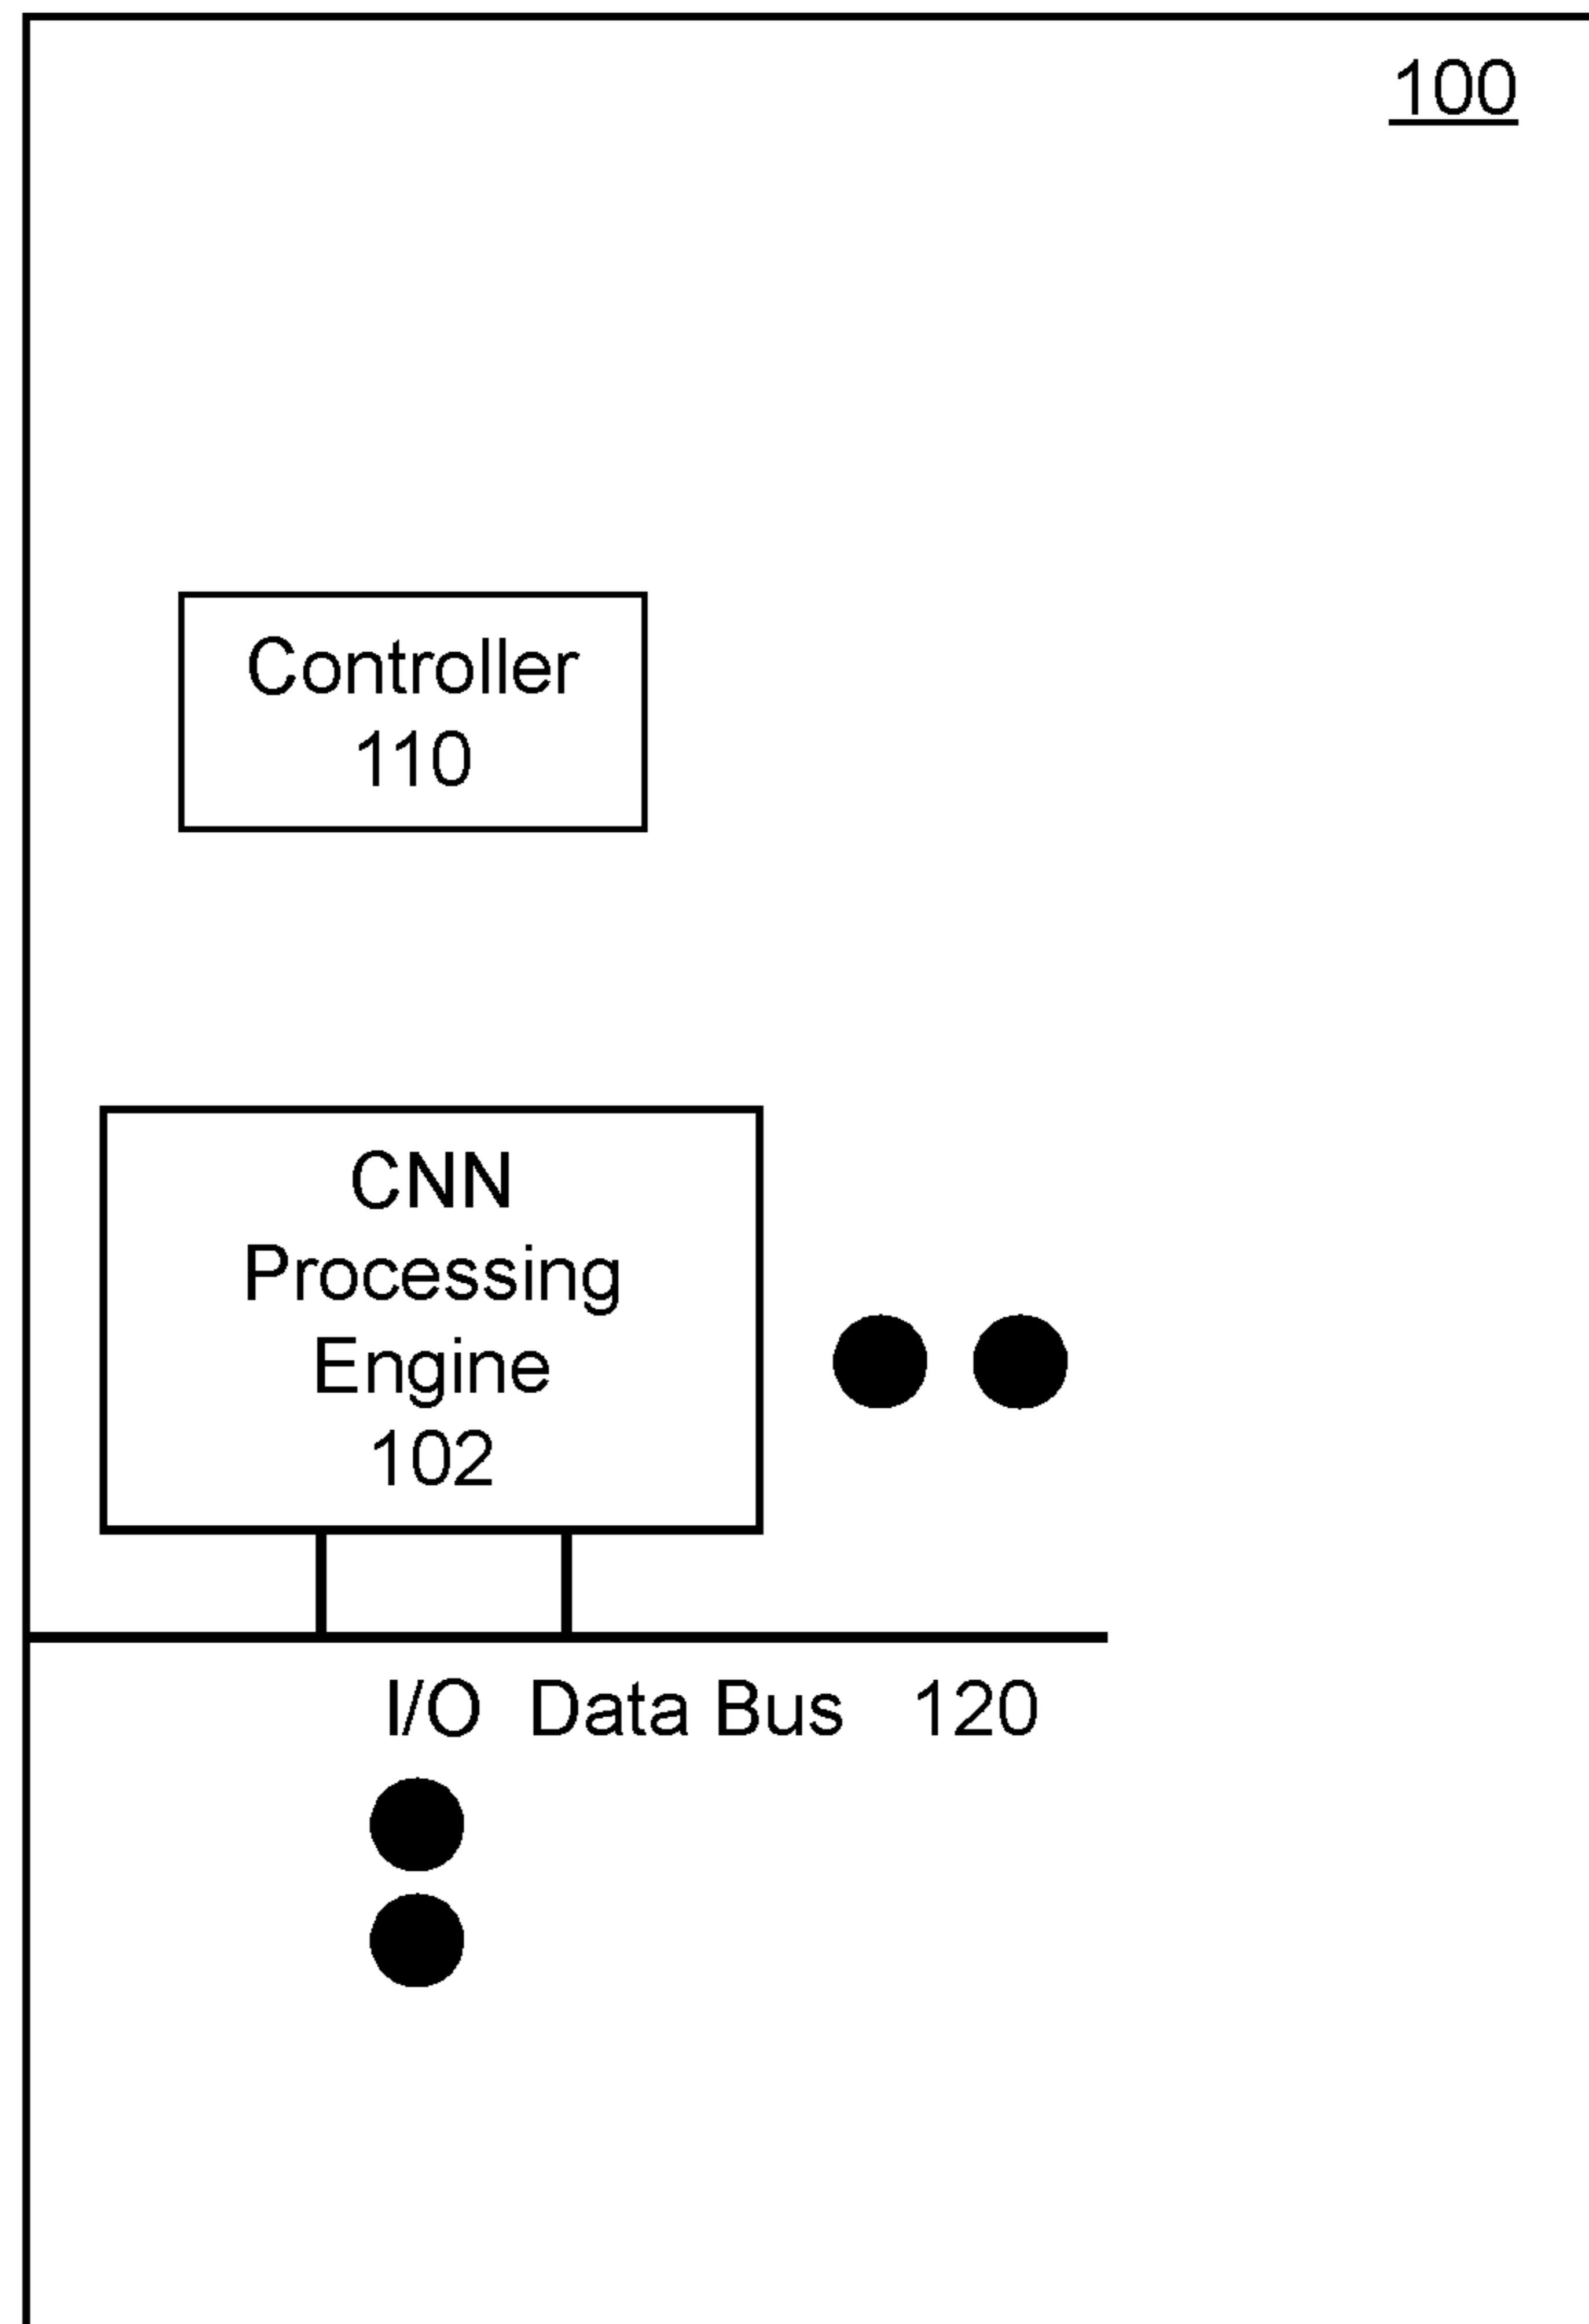 100
Controller
110
CNN
Processing
Engine
102
I/O Data Bus 120